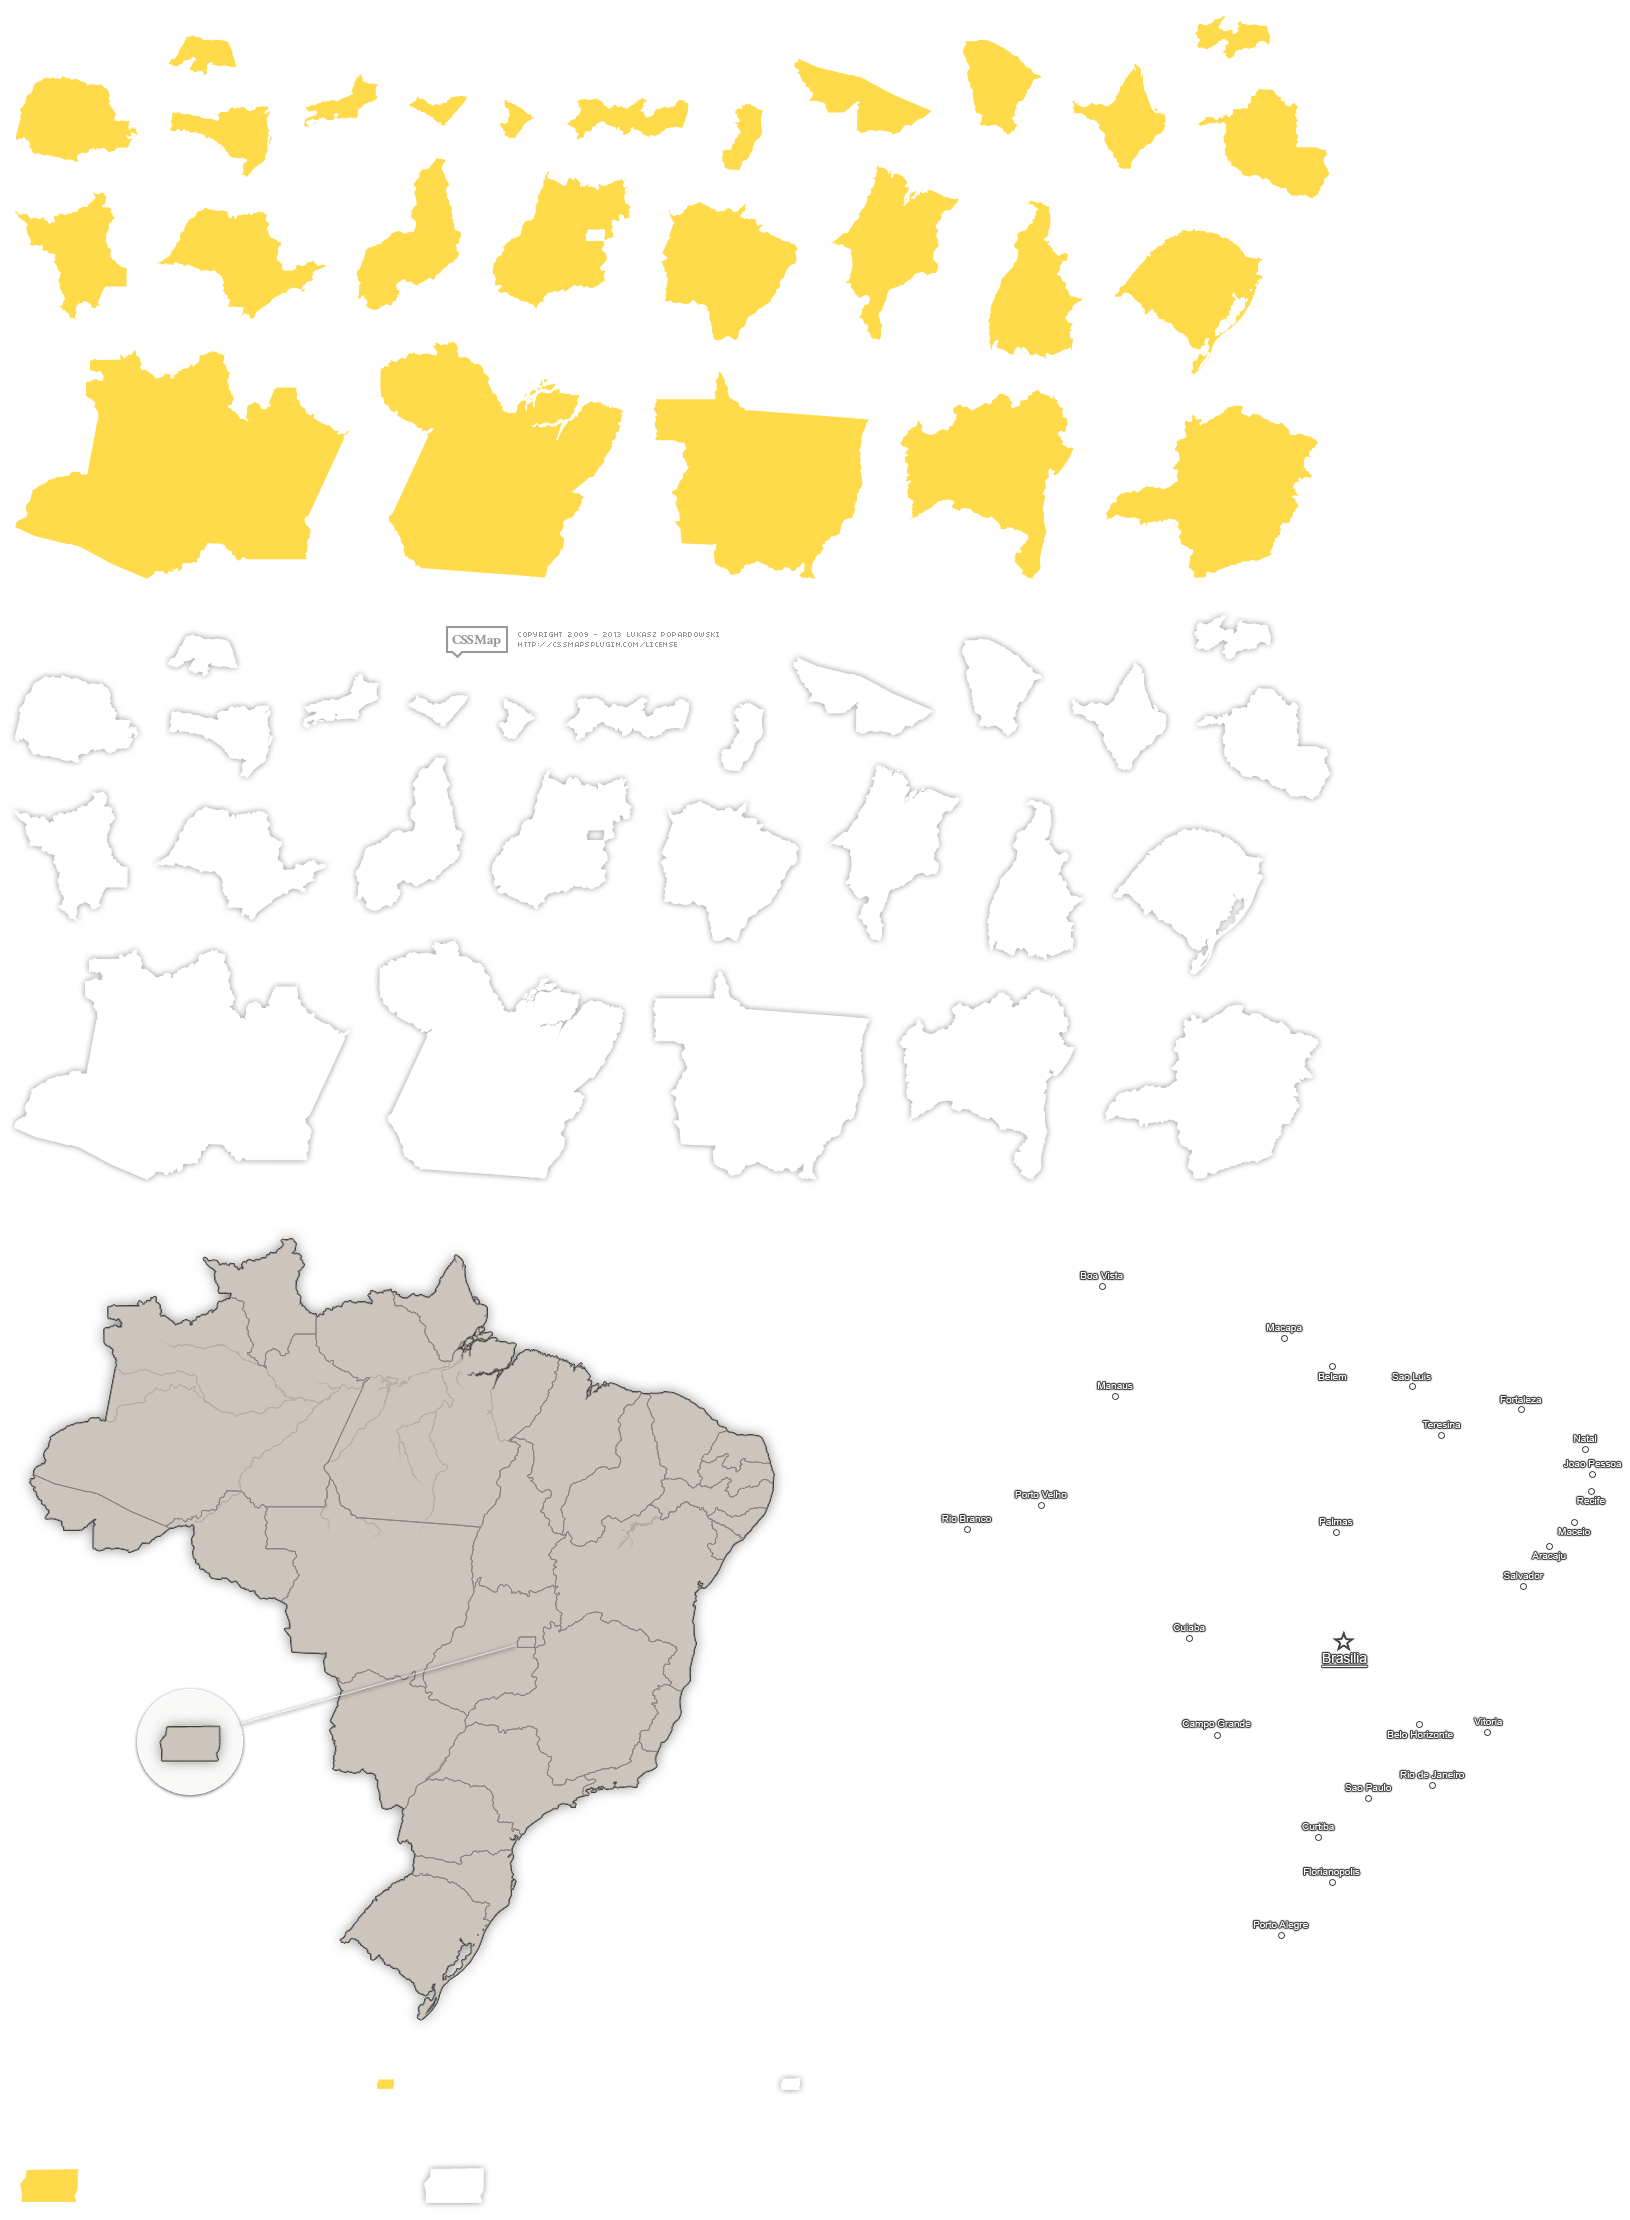 CSSMap
COPYRIGHT 2009 - 2013 LUKASZ POPARDOWSKI
HTTP://CSSMAPSPLUGIN.COM/LICENSE
Boa Vista
Macapa
Belem
Sao Luis
Manaus
Fortaleza
Teresina
Natal
Joao Pessoa
Porto Velho
Recife
Rio Branco
Palmas
Maceio
Aracaju
Salvador
Cuiaba
Brasilia
Campo Grande
Vitoria
Belo Horizonte
Rio de Janeiro
Sao Paulo
Curtiba
Florianopolis
Porto Alegre